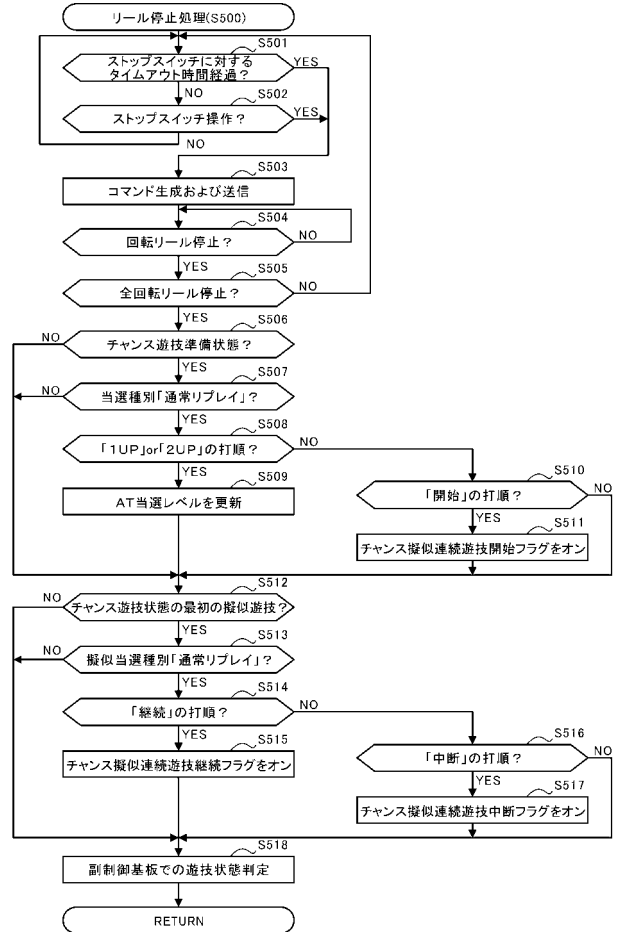 リール停止処理(S500)
S501
ストップスイッチに対する
タイムアウト時間経過？
YES
NO
S502
ストップスイッチ操作？
YES
NO
S503
コマンド生成および送信
S504
回転リール停止？
NO
YES
S505
全回転リール停止？
NO
YES
S506
NO
チャンス遊技準備状態？
YES
S507
NO
当選種別「通常リプレイ」？
YES
S508
「1UP」or「2UP」の打順？
NO
YES
S509
AT当選レベルを更新
S510
「開始」の打順？
NO
YES
S511
チャンス擬似連続遊技開始フラグをオン
S512
NO
チャンス遊技状態の最初の擬似遊技？
YES
S513
NO
擬似当選種別「通常リプレイ」？
YES
S514
「継続」の打順？
NO
YES
S515
チャンス擬似連続遊技継続フラグをオン
S516
「中断」の打順？
NO
YES
S517
チャンス擬似連続遊技中断フラグをオン
S518
副制御基板での遊技状態判定
RETURN